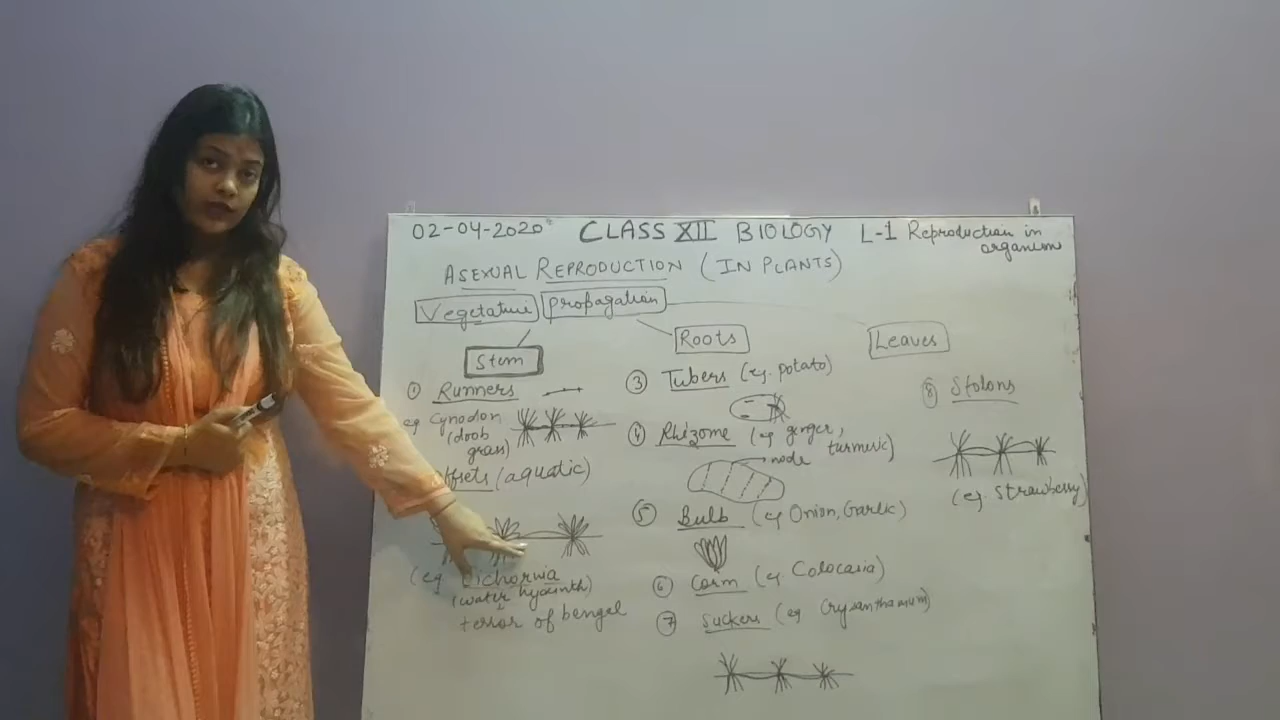 02-04-2020 CLASS XII BIOLOGY L-1 Reproduction in
organism
ASEXUAL REPRODUCTION (IN PLANTS)
Vegetative propagation
Stem
Roots
Leaves
① Runners
eg Cynodon
(doob
grass)
ffsets (aquatic)
(eg. Eichornia
(water hycinth)
terror of bengal
③ Tubers (eg. potato)
④ Rhizome (eg ginger,
turmeric)
node
⑤ Bulb (eg Onion, Garlic)
⑥ Corm (eg Colocasia)
⑦ Suckers (eg Crysanthamum)
⑧ Stolons
(eg. Strawberry)